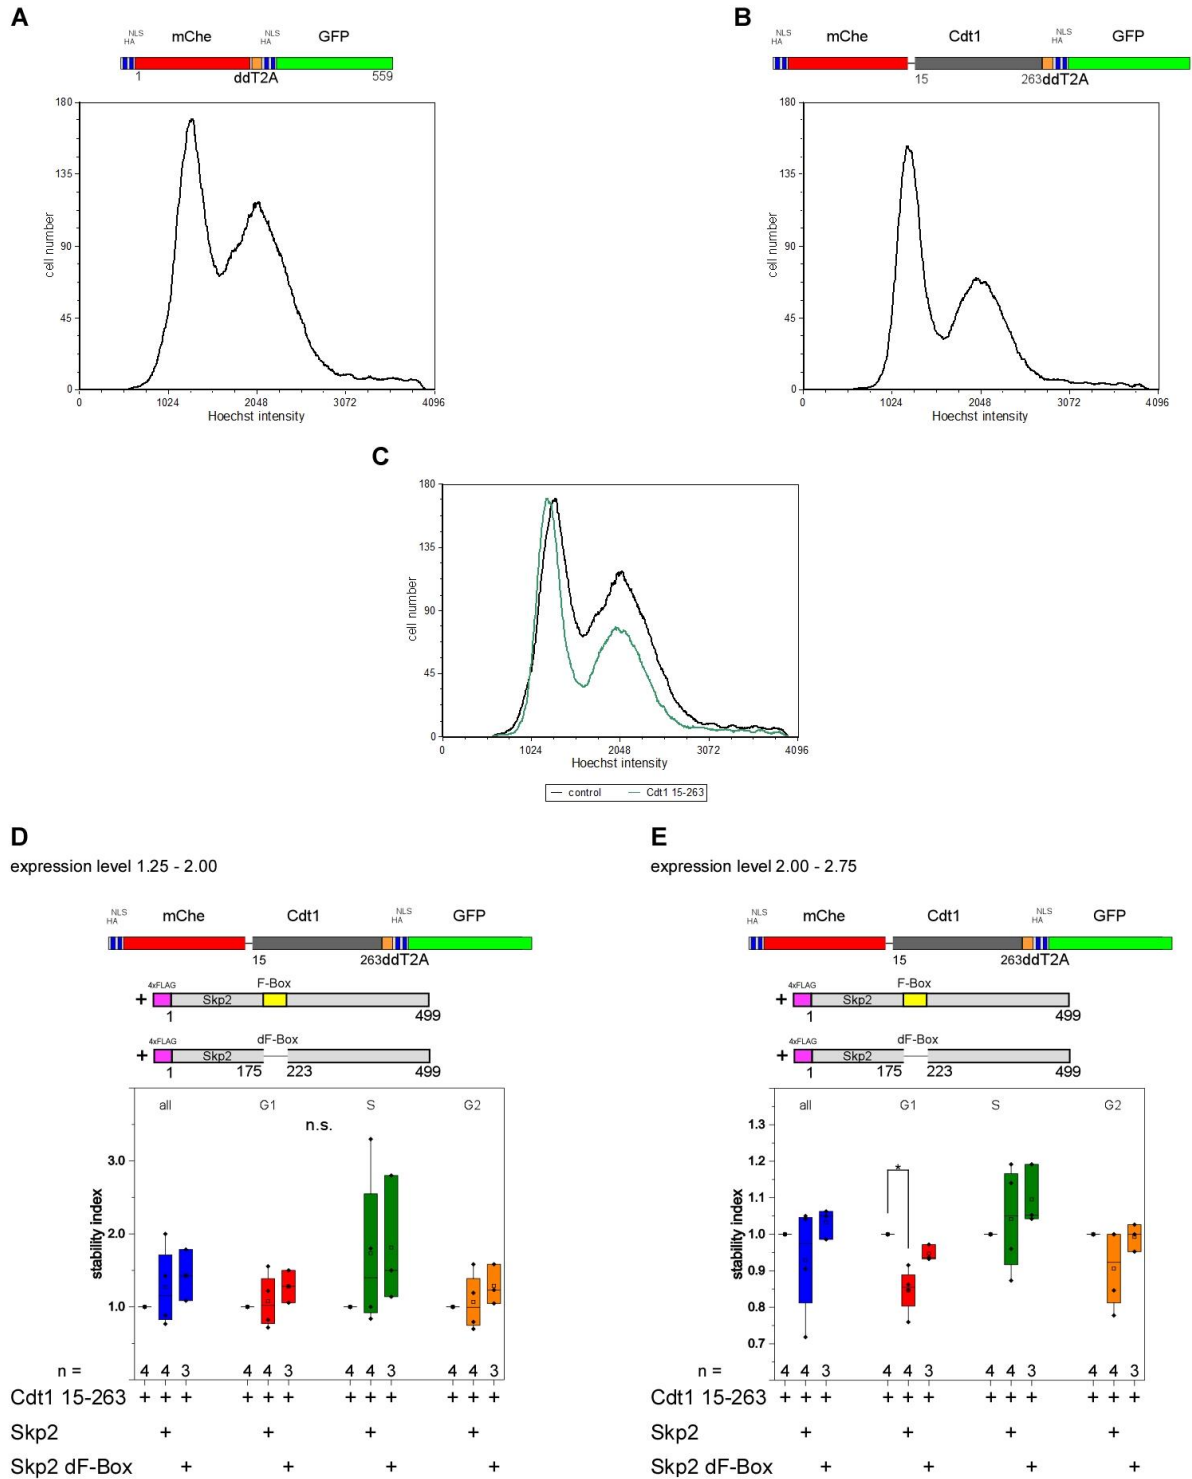 A
NLS
HA
mChe
NLS
HA
GFP
1
ddT2A
559
180
135
90
45
0
cell number
0 1024 2048 3072 4096
Hoechst intensity
B
NLS
HA
mChe
Cdt1
NLS
HA
GFP
15
263ddT2A
180
135
90
45
0
cell number
0 1024 2048 3072 4096
Hoechst intensity
C
180
135
90
45
0
cell number
0 1024 2048 3072 4096
Hoechst intensity
control Cdt1 15-263
D
expression level 1.25 - 2.00
NLS
HA
mChe
Cdt1
NLS
HA
GFP
15
263ddT2A
4xFLAG
F-Box
+ Skp2
1 499
4xFLAG
dF-Box
+ Skp2
1 175 223 499
all G1 S G2
n.s.
3.0
2.0
1.0
stability index
n = 4 4 3 4 4 3 4 4 3 4 4 3
Cdt1 15-263 + + + + + + + + + + + +
Skp2 + + + +
Skp2 dF-Box + + + +
E
expression level 2.00 - 2.75
NLS
HA
mChe
Cdt1
NLS
HA
GFP
15
263ddT2A
4xFLAG
F-Box
+ Skp2
1 499
4xFLAG
dF-Box
+ Skp2
1 175 223 499
all G1 S G2
*
1.3
1.2
1.1
1.0
0.9
0.8
0.7
stability index
n = 4 4 3 4 4 3 4 4 3 4 4 3
Cdt1 15-263 + + + + + + + + + + + +
Skp2 + + + +
Skp2 dF-Box + + + +